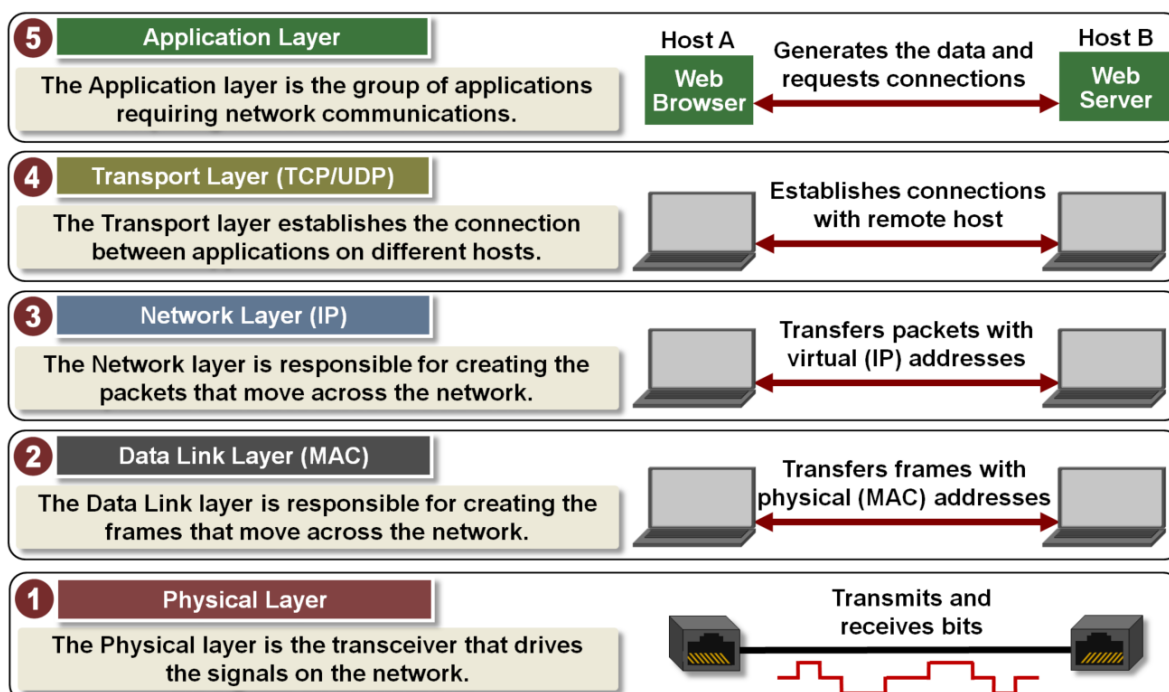 5
Application Layer
The Application layer is the group of applications
requiring network communications.
Host A
Web
Browser
Generates the data and
requests connections
Host B
Web
Server
4
Transport Layer (TCP/UDP)
The Transport layer establishes the connection
between applications on different hosts.
Establishes connections
with remote host
3
Network Layer (IP)
The Network layer is responsible for creating the
packets that move across the network.
Transfers packets with
virtual (IP) addresses
2
Data Link Layer (MAC)
The Data Link layer is responsible for creating the
frames that move across the network.
Transfers frames with
physical (MAC) addresses
1
Physical Layer
The Physical layer is the transceiver that drives
the signals on the network.
Transmits and
receives bits